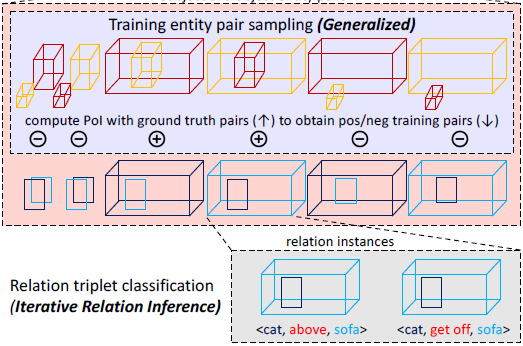 Training entity pair sampling (Generalized)
compute PoI with ground truth pairs (↑) to obtain pos/neg training pairs (↓)
relation instances
Relation triplet classification
(Iterative Relation Inference)
<cat, above, sofa> <cat, get off, sofa>